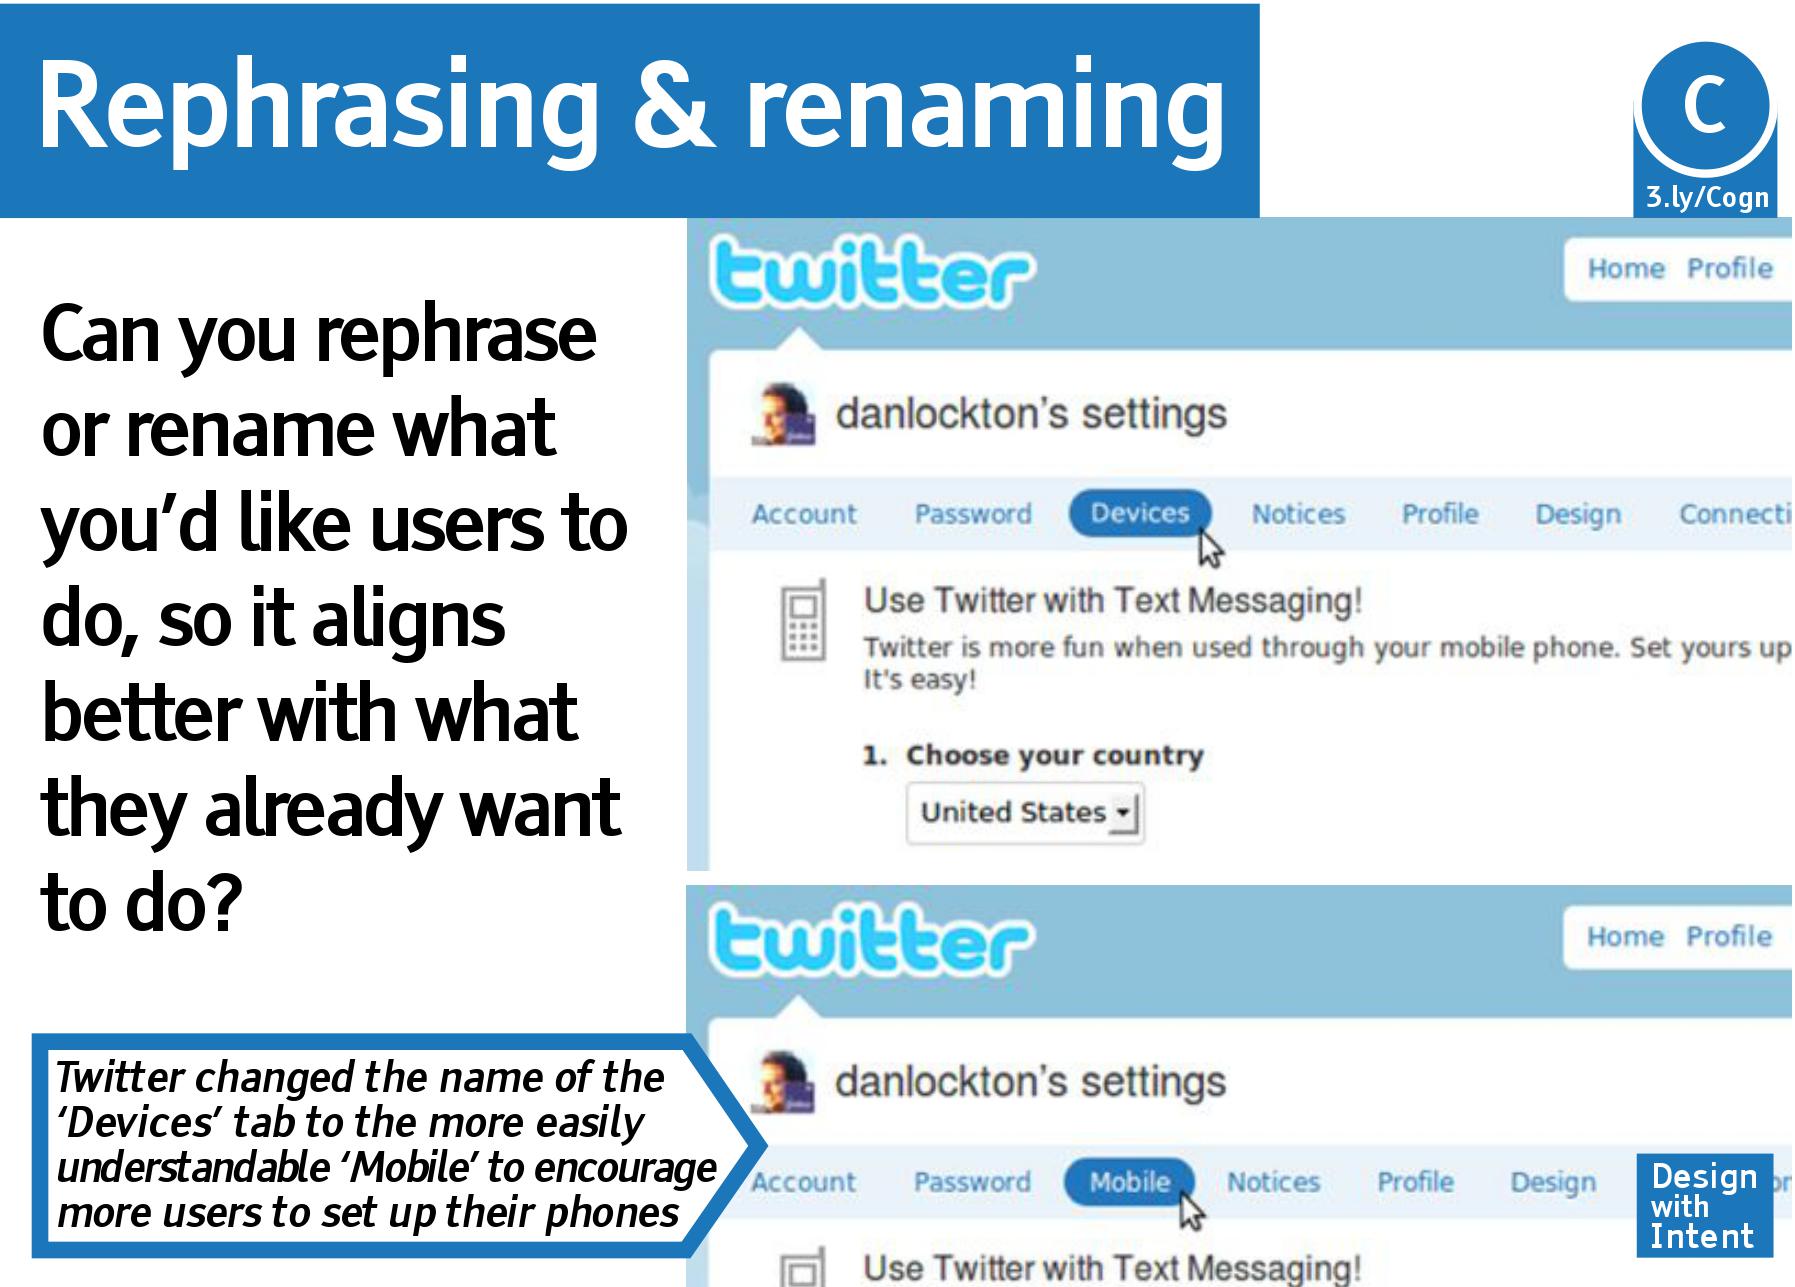 Rephrasing & renaming
C
3.ly/Cogn
Can you rephrase
or rename what
you'd like users to
do, so it aligns
better with what
they already want
to do?
twitter
Home Profile
danlockton's settings
Account Password Devices Notices Profile Design Connecti
Use Twitter with Text Messaging!
Twitter is more fun when used through your mobile phone. Set yours up
It's easy!
1. Choose your country
United States
twitter
Home Profile
danlockton's settings
Account Password Mobile Notices Profile Design
Use Twitter with Text Messaging!
Twitter changed the name of the
‘Devices’ tab to the more easily
understandable ‘Mobile’ to encourage
more users to set up their phones
Design
with
Intent